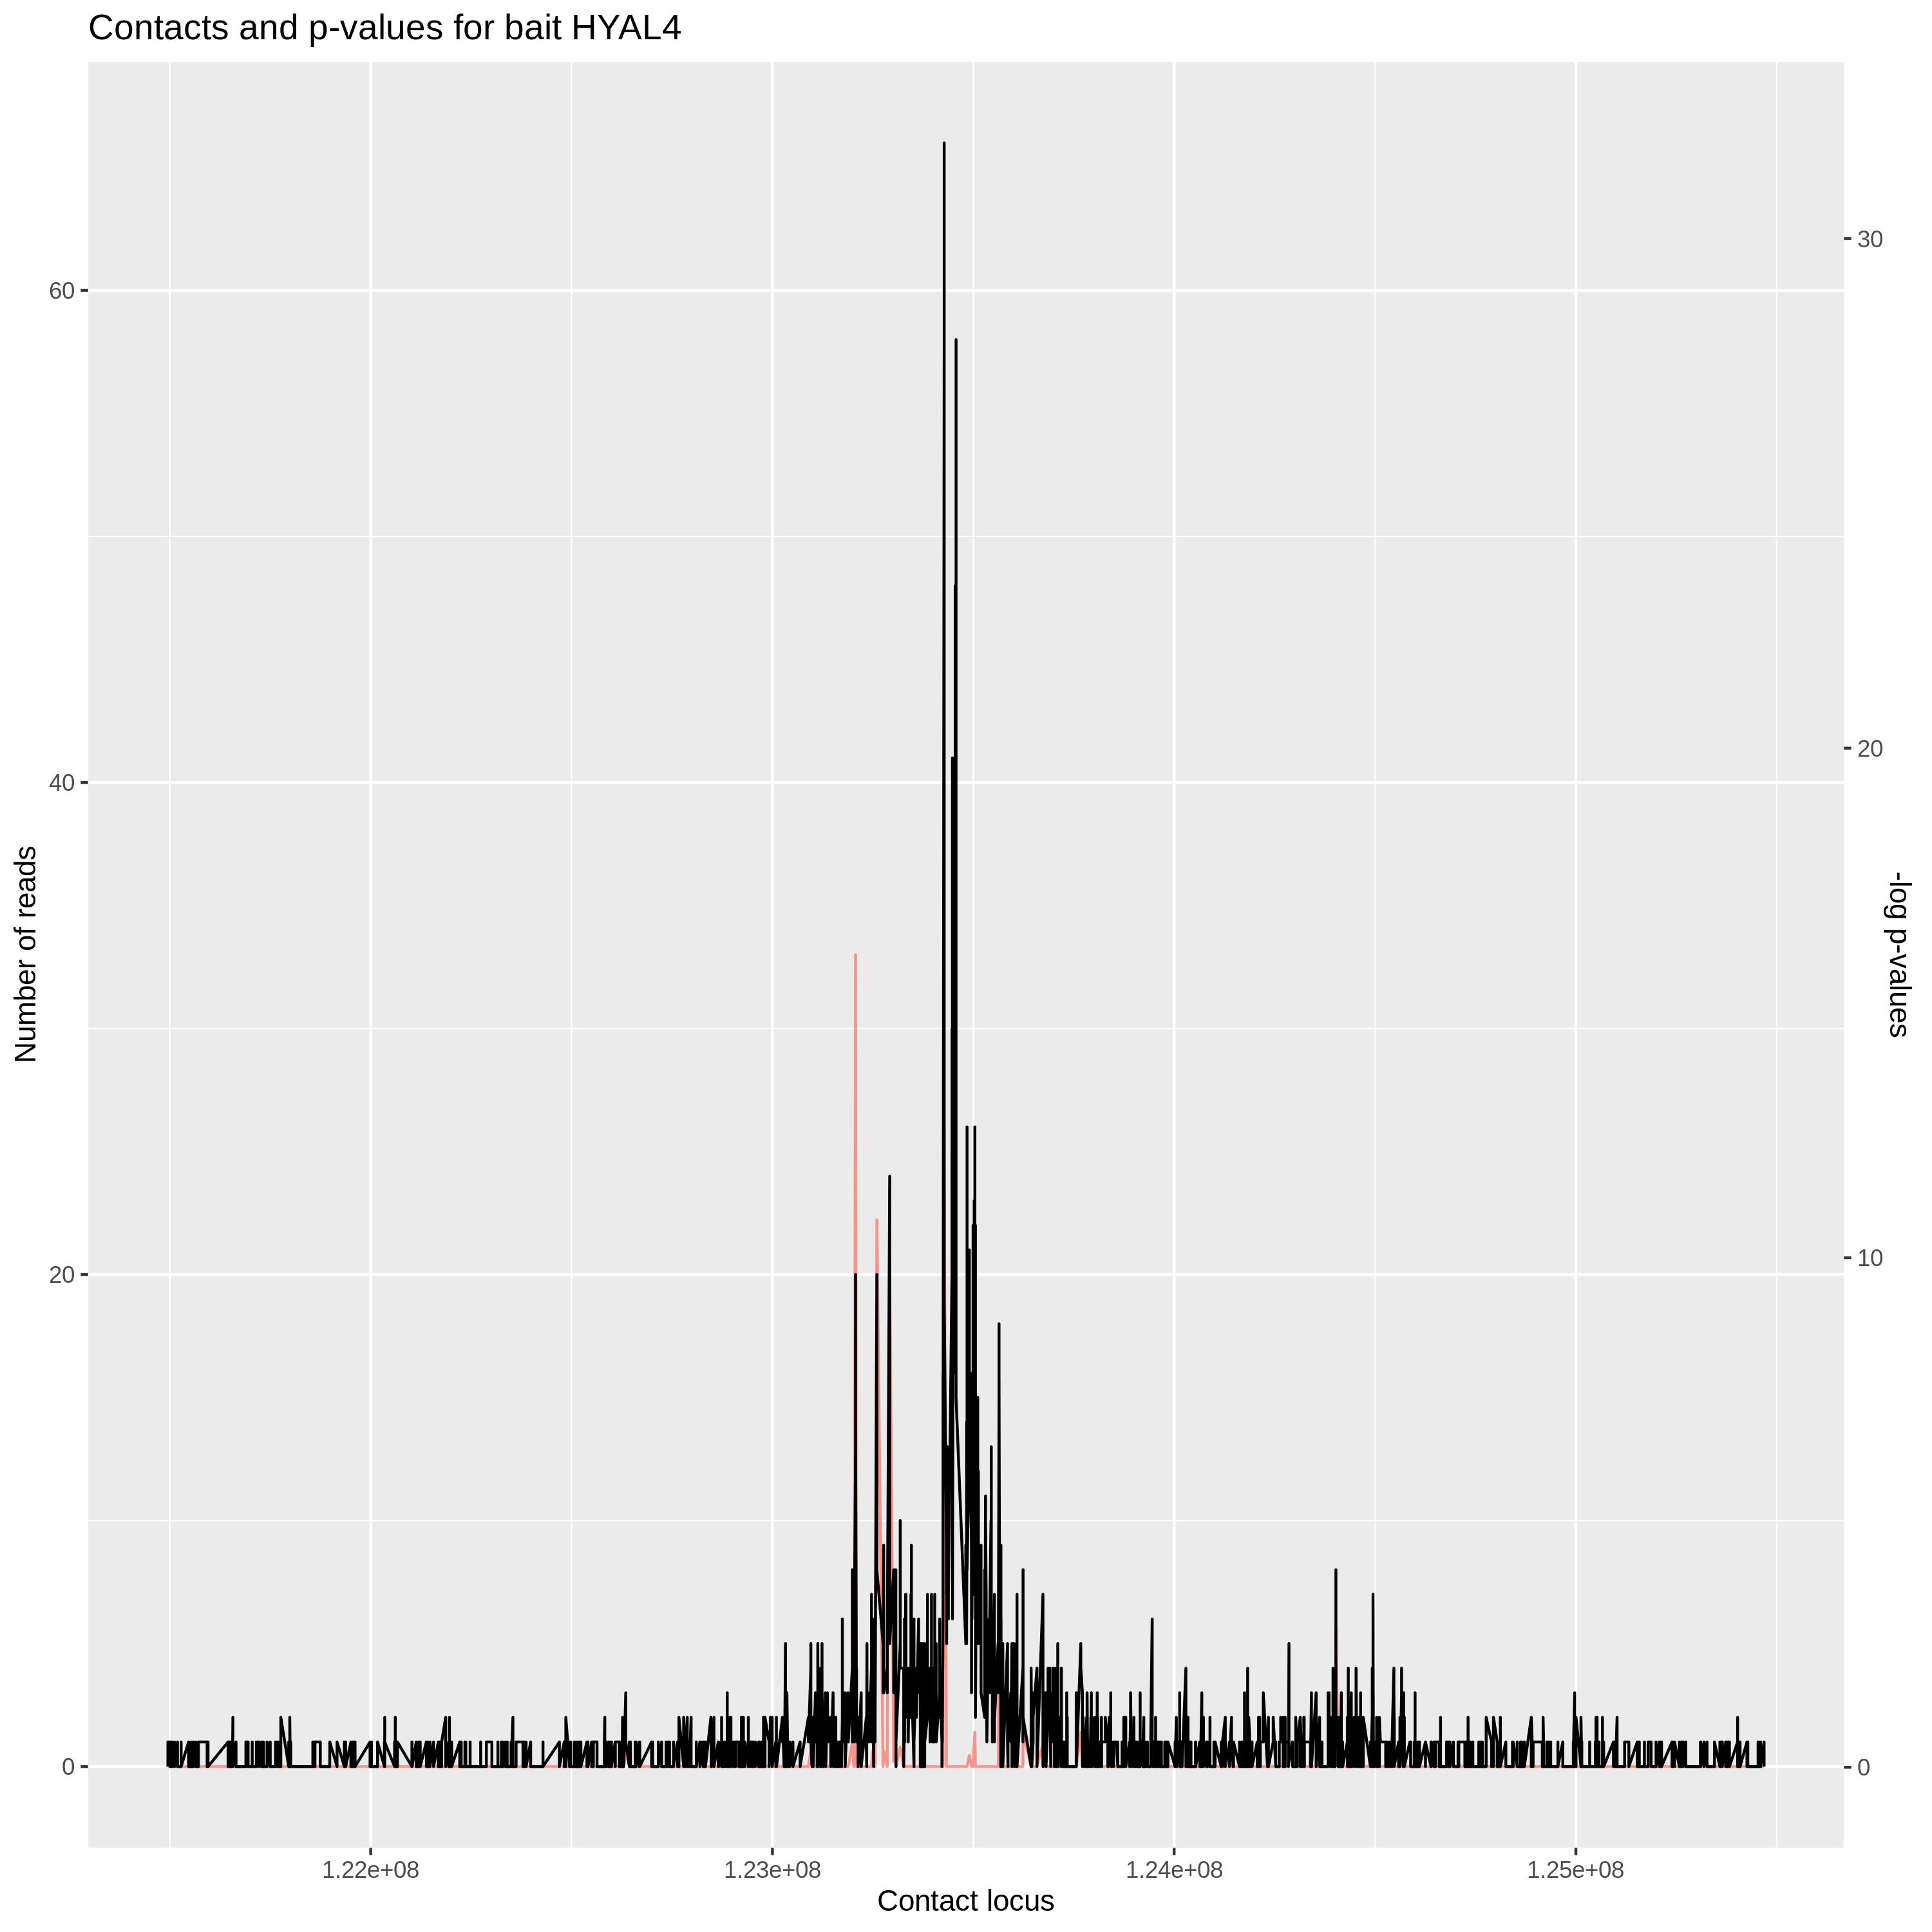 Contacts and p-values for bait HYAL4
Number of reads
60
40
20
0
30
20
10
0
-log p-values
1.22e+08
1.23e+08
1.24e+08
1.25e+08
Contact locus